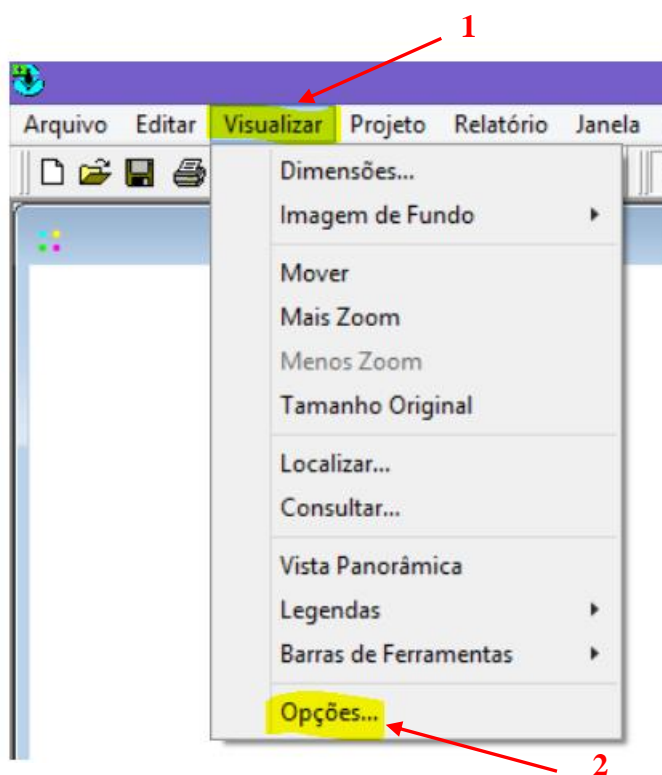 1
Arquivo Editar Visualizar Projeto Relatório Janela
Dimensões...
Imagem de Fundo
Mover
Mais Zoom
Menos Zoom
Tamanho Original
Localizar...
Consultar...
Vista Panorâmica
Legendas
Barras de Ferramentas
Opções...
2